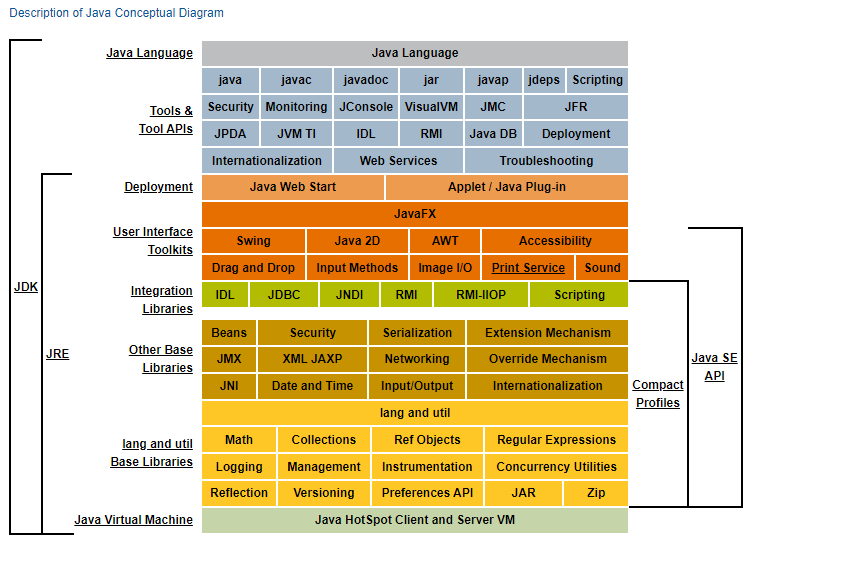 Description of Java Conceptual Diagram
Java Language Java Language
java javac javadoc jar javap jdeps Scripting
Tools &
Tool APIs
Security Monitoring JConsole VisualVM JMC JFR
JPDA JVM TI IDL RMI Java DB Deployment
Internationalization Web Services Troubleshooting
Deployment Java Web Start Applet / Java Plug-in
JavaFX
User Interface
Toolkits
Swing Java 2D AWT Accessibility
Drag and Drop Input Methods Image I/O Print Service Sound
JDK
Integration
Libraries
IDL JDBC JNDI RMI RMI-IIOP Scripting
JRE
Other Base
Libraries
Beans Security Serialization Extension Mechanism
JMX XML JAXP Networking Override Mechanism
JNI Date and Time Input/Output Internationalization
Java SE
API
Compact
Profiles
lang and util
lang and util
Base Libraries
Math Collections Ref Objects Regular Expressions
Logging Management Instrumentation Concurrency Utilities
Reflection Versioning Preferences API JAR Zip
Java Virtual Machine Java HotSpot Client and Server VM